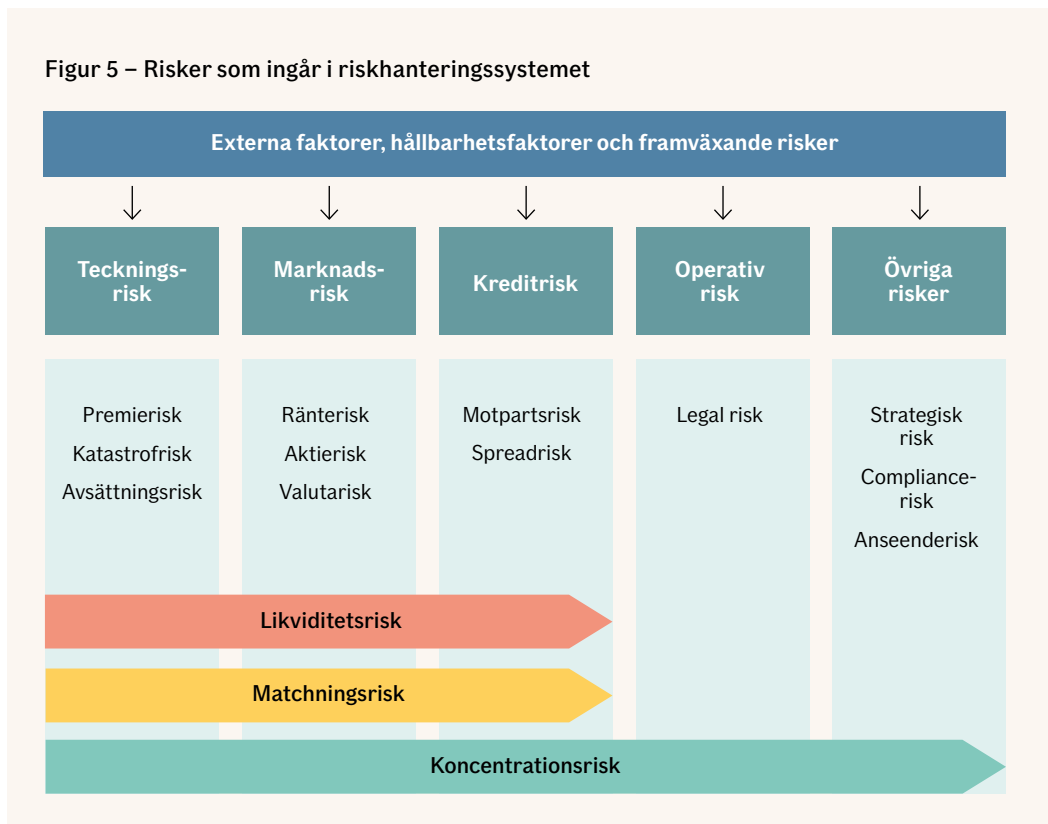 Figur 5 – Risker som ingår i riskhanteringssystemet
Externa faktorer, hållbarhetsfaktorer och framväxande risker
Tecknings-
risk
Marknads-
risk
Kreditrisk
Operativ
risk
Övriga
risker
Premierisk
Katastrofrisk
Avsättningsrisk
Ränterisk
Aktierisk
Valutarisk
Motpartsrisk
Spreadrisk
Legal risk
Strategisk
risk
Compliance-
risk
Anseenderisk
Likviditetsrisk
Matchningsrisk
Koncentrationsrisk